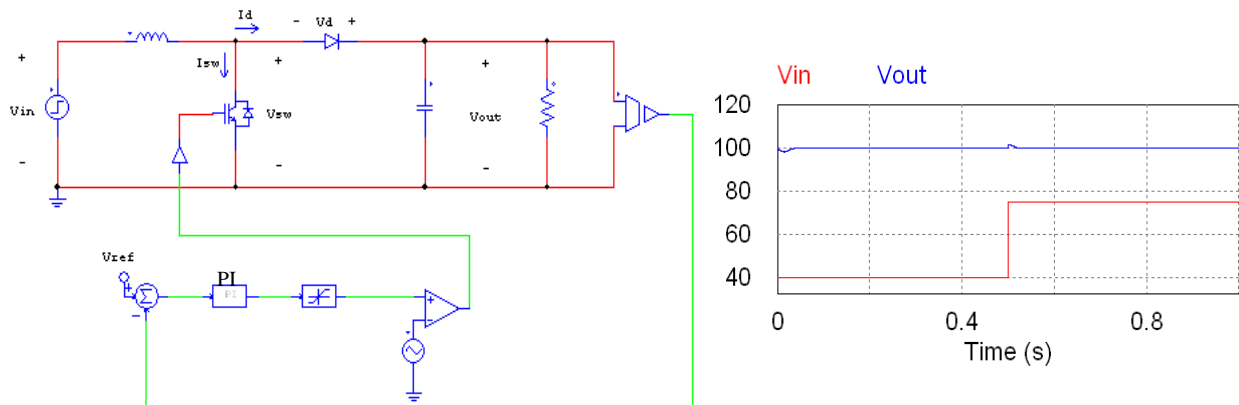 Id
- Vd +
Isw
+
+
+
Vin
Vsw
Vout
-
-
-
Vref
PI
PI
+
Σ
-
+
-
Vin Vout
120
100
80
60
40
0 0.4 0.8
Time (s)